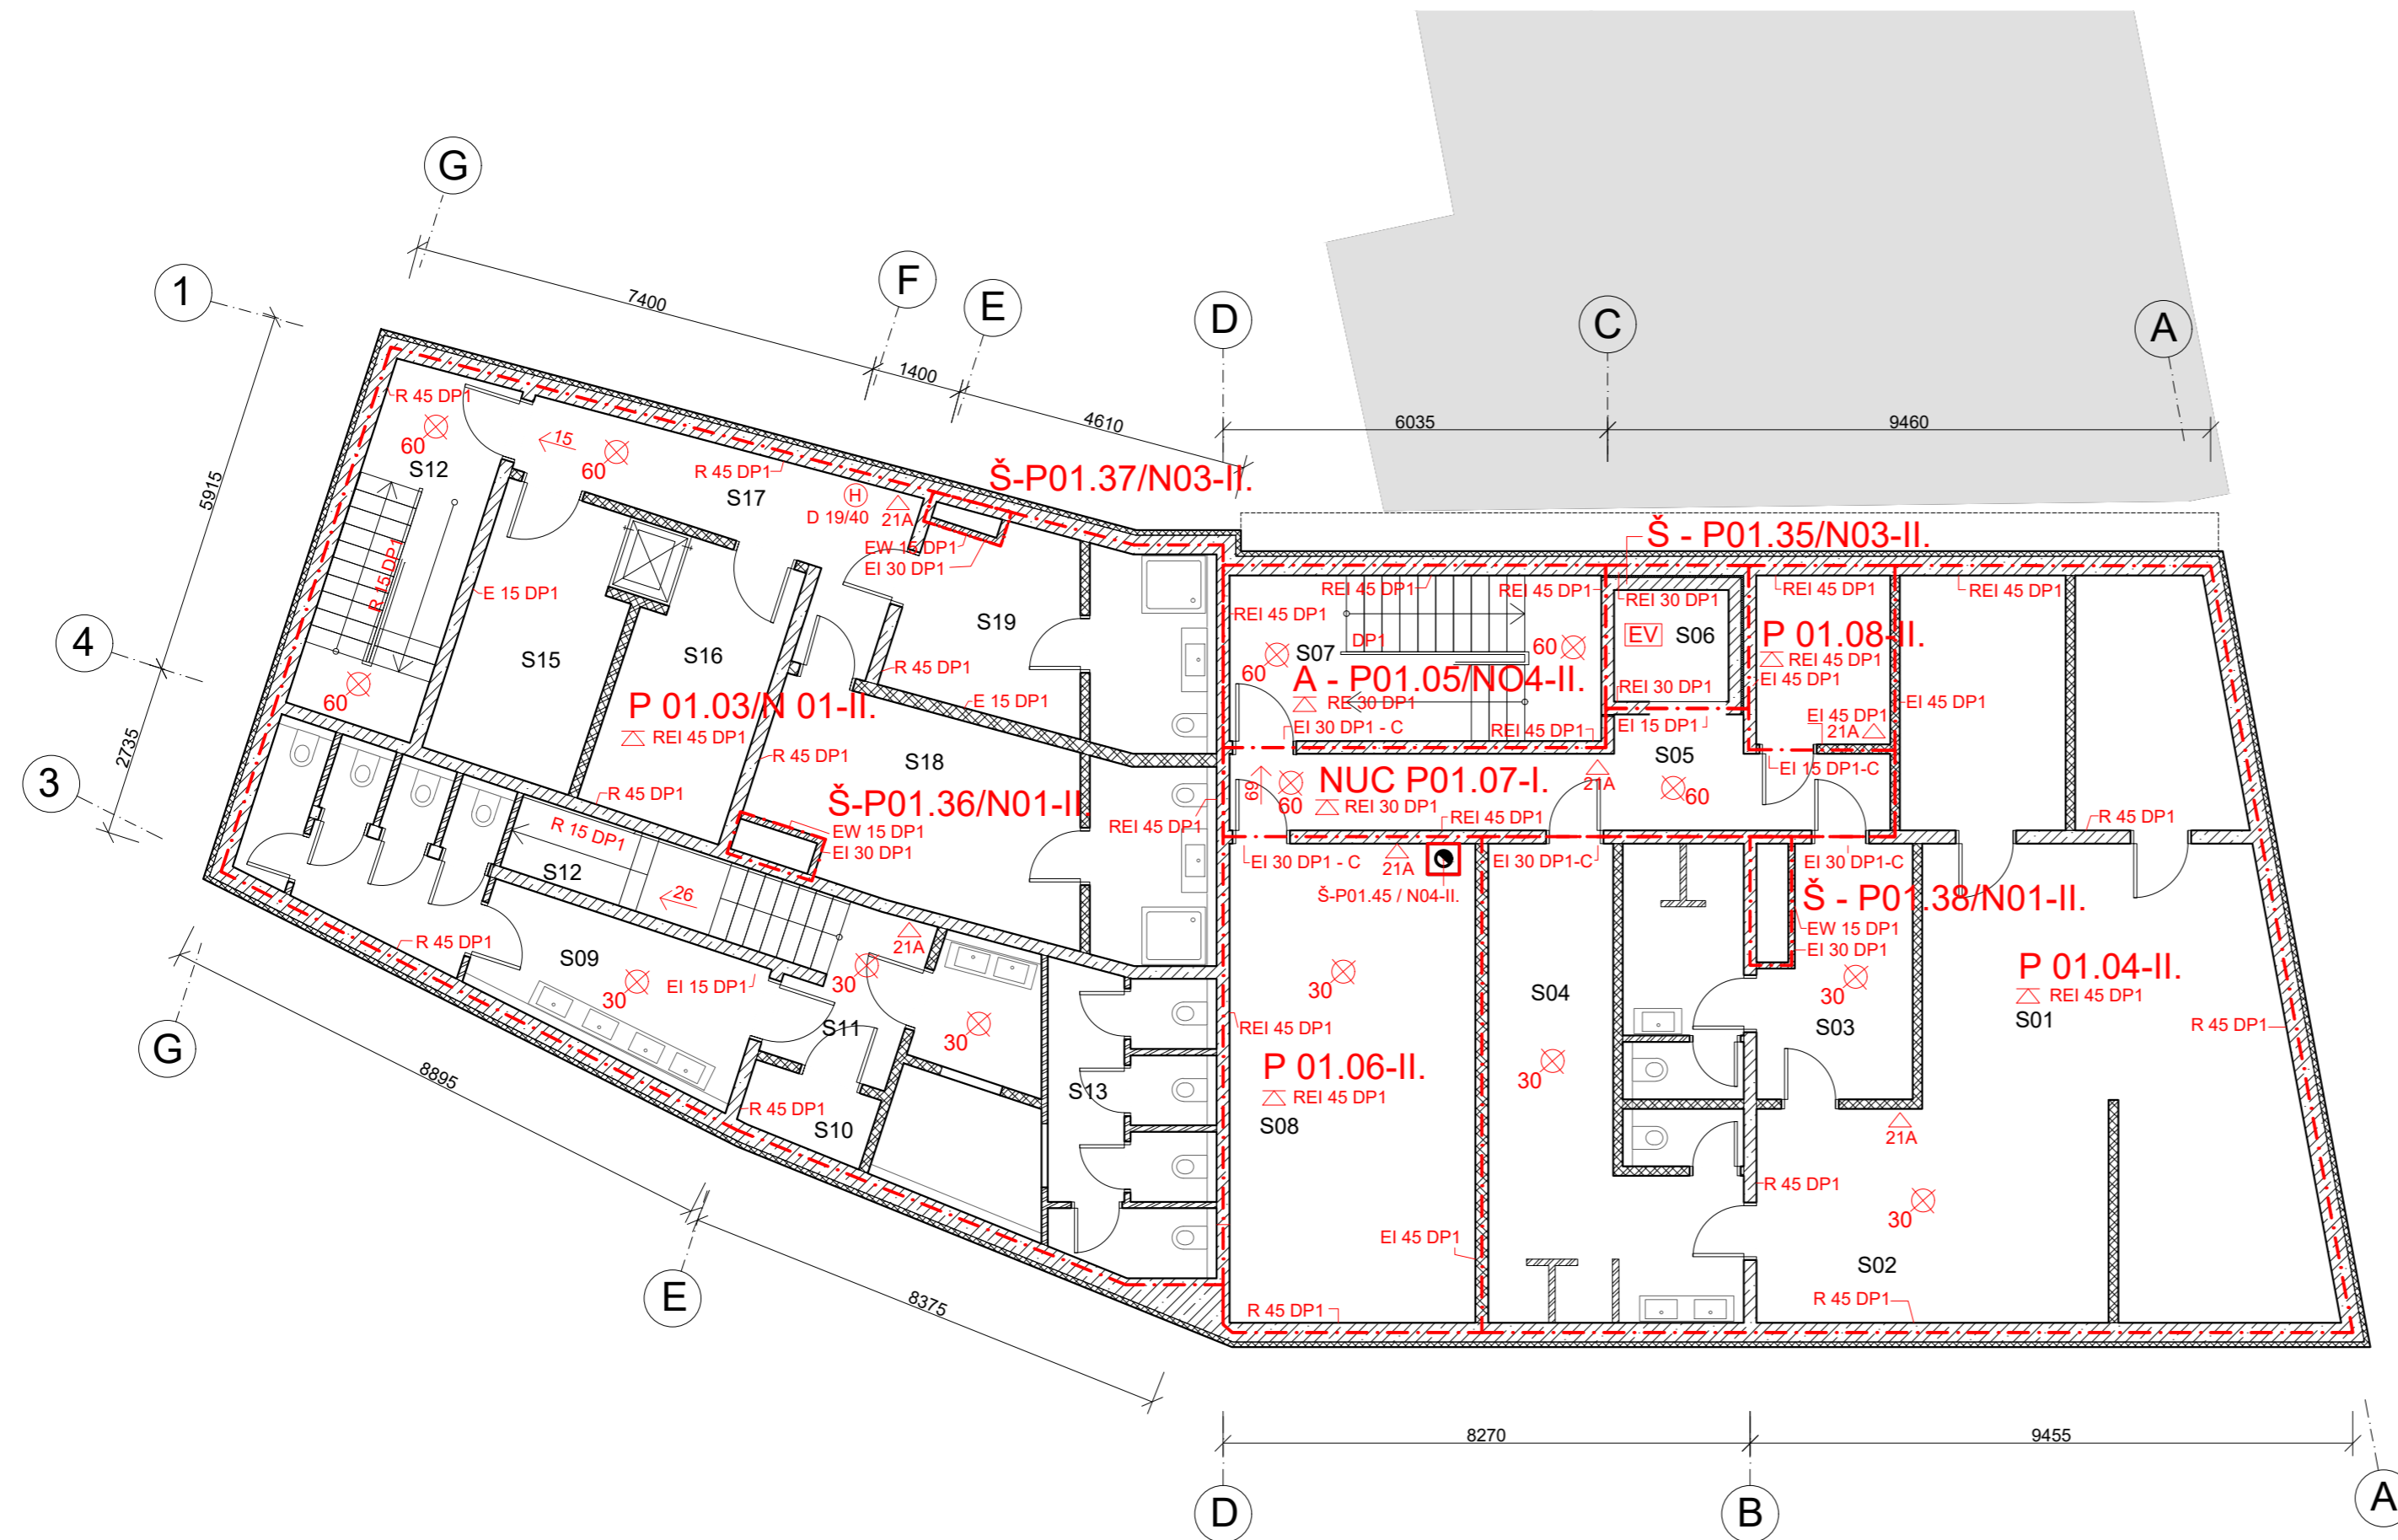 G
F
E
D
C
A
1
7400
1400
4610
6035
9460
5915
4
2735
3
R 45 DP1
60
S12
15
60
R 45 DP1
S17
H
D 19/40
21A
Š-P01.37/N03-II.
EW 15 DP1
EI 30 DP1
R 15 DP1
E 15 DP1
S15
S16
S19
R 45 DP1
E 15 DP1
60
P 01.03/N 01-II.
REI 45 DP1
R 45 DP1
S18
R 45 DP1
Š-P01.36/N01-II
EW 15 DP1
EI 30 DP1
R 15 DP1
S12
26
21A
R 45 DP1
S09
30
EI 15 DP1
30
S11
30
R 45 DP1
S10
S13
Š - P01.35/N03-II.
REI 45 DP1
REI 45 DP1
REI 45 DP1
REI 30 DP1
REI 45 DP1
REI 45 DP1
DP1
EV
S06
S07
60
60
A - P01.05/NO4-II.
RE 30 DP1
REI 30 DP1
EI 30 DP1 - C
REI 45 DP1
EI 15 DP1
P 01.08-II.
REI 45 DP1
EI 45 DP1
EI 45 DP1
EI 45 DP1
21A
S05
EI 15 DP1-C
NUC P01.07-I.
REI 30 DP1
69
60
21A
60
REI 45 DP1
REI 45 DP1
R 45 DP1
EI 30 DP1 - C
21A
EI 30 DP1-C
EI 30 DP1-C
Š-P01.45 / N04-II.
Š - P01.38/N01-II.
EW 15 DP1
EI 30 DP1
P 01.04-II.
REI 45 DP1
S01
30
S04
30
S03
R 45 DP1
REI 45 DP1
P 01.06-II.
REI 45 DP1
S08
30
21A
R 45 DP1
30
EI 45 DP1
S02
R 45 DP1
R 45 DP1
G
8895
E
8375
8270
9455
D
B
A